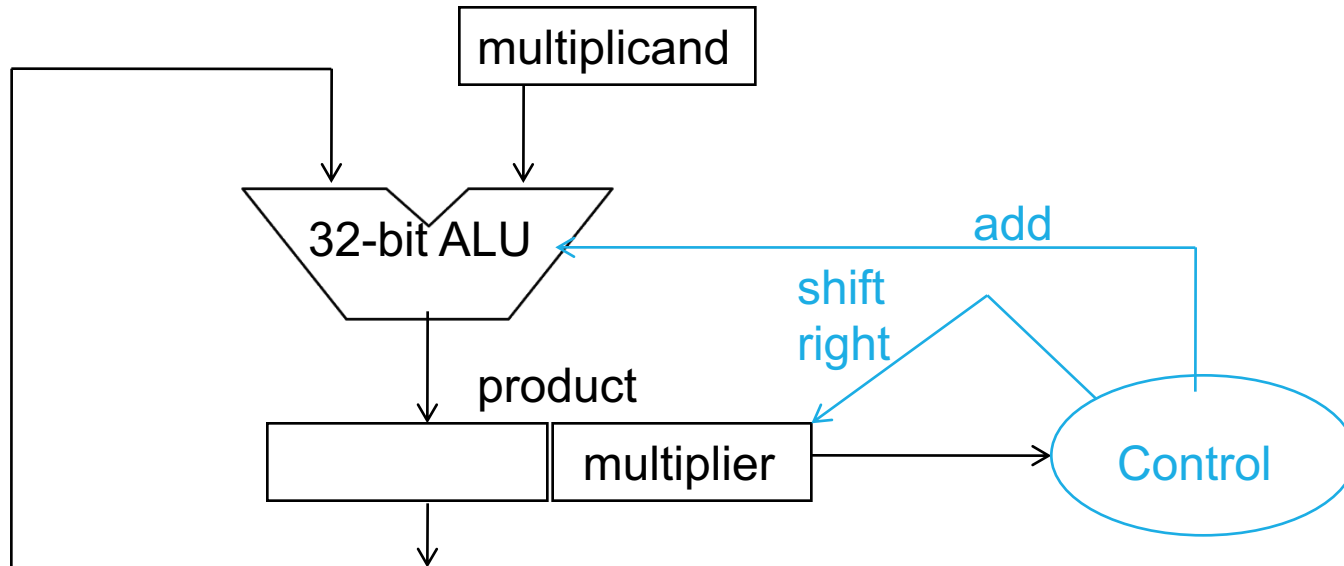 multiplicand
32-bit ALU
add
shift
right
product
multiplier
Control